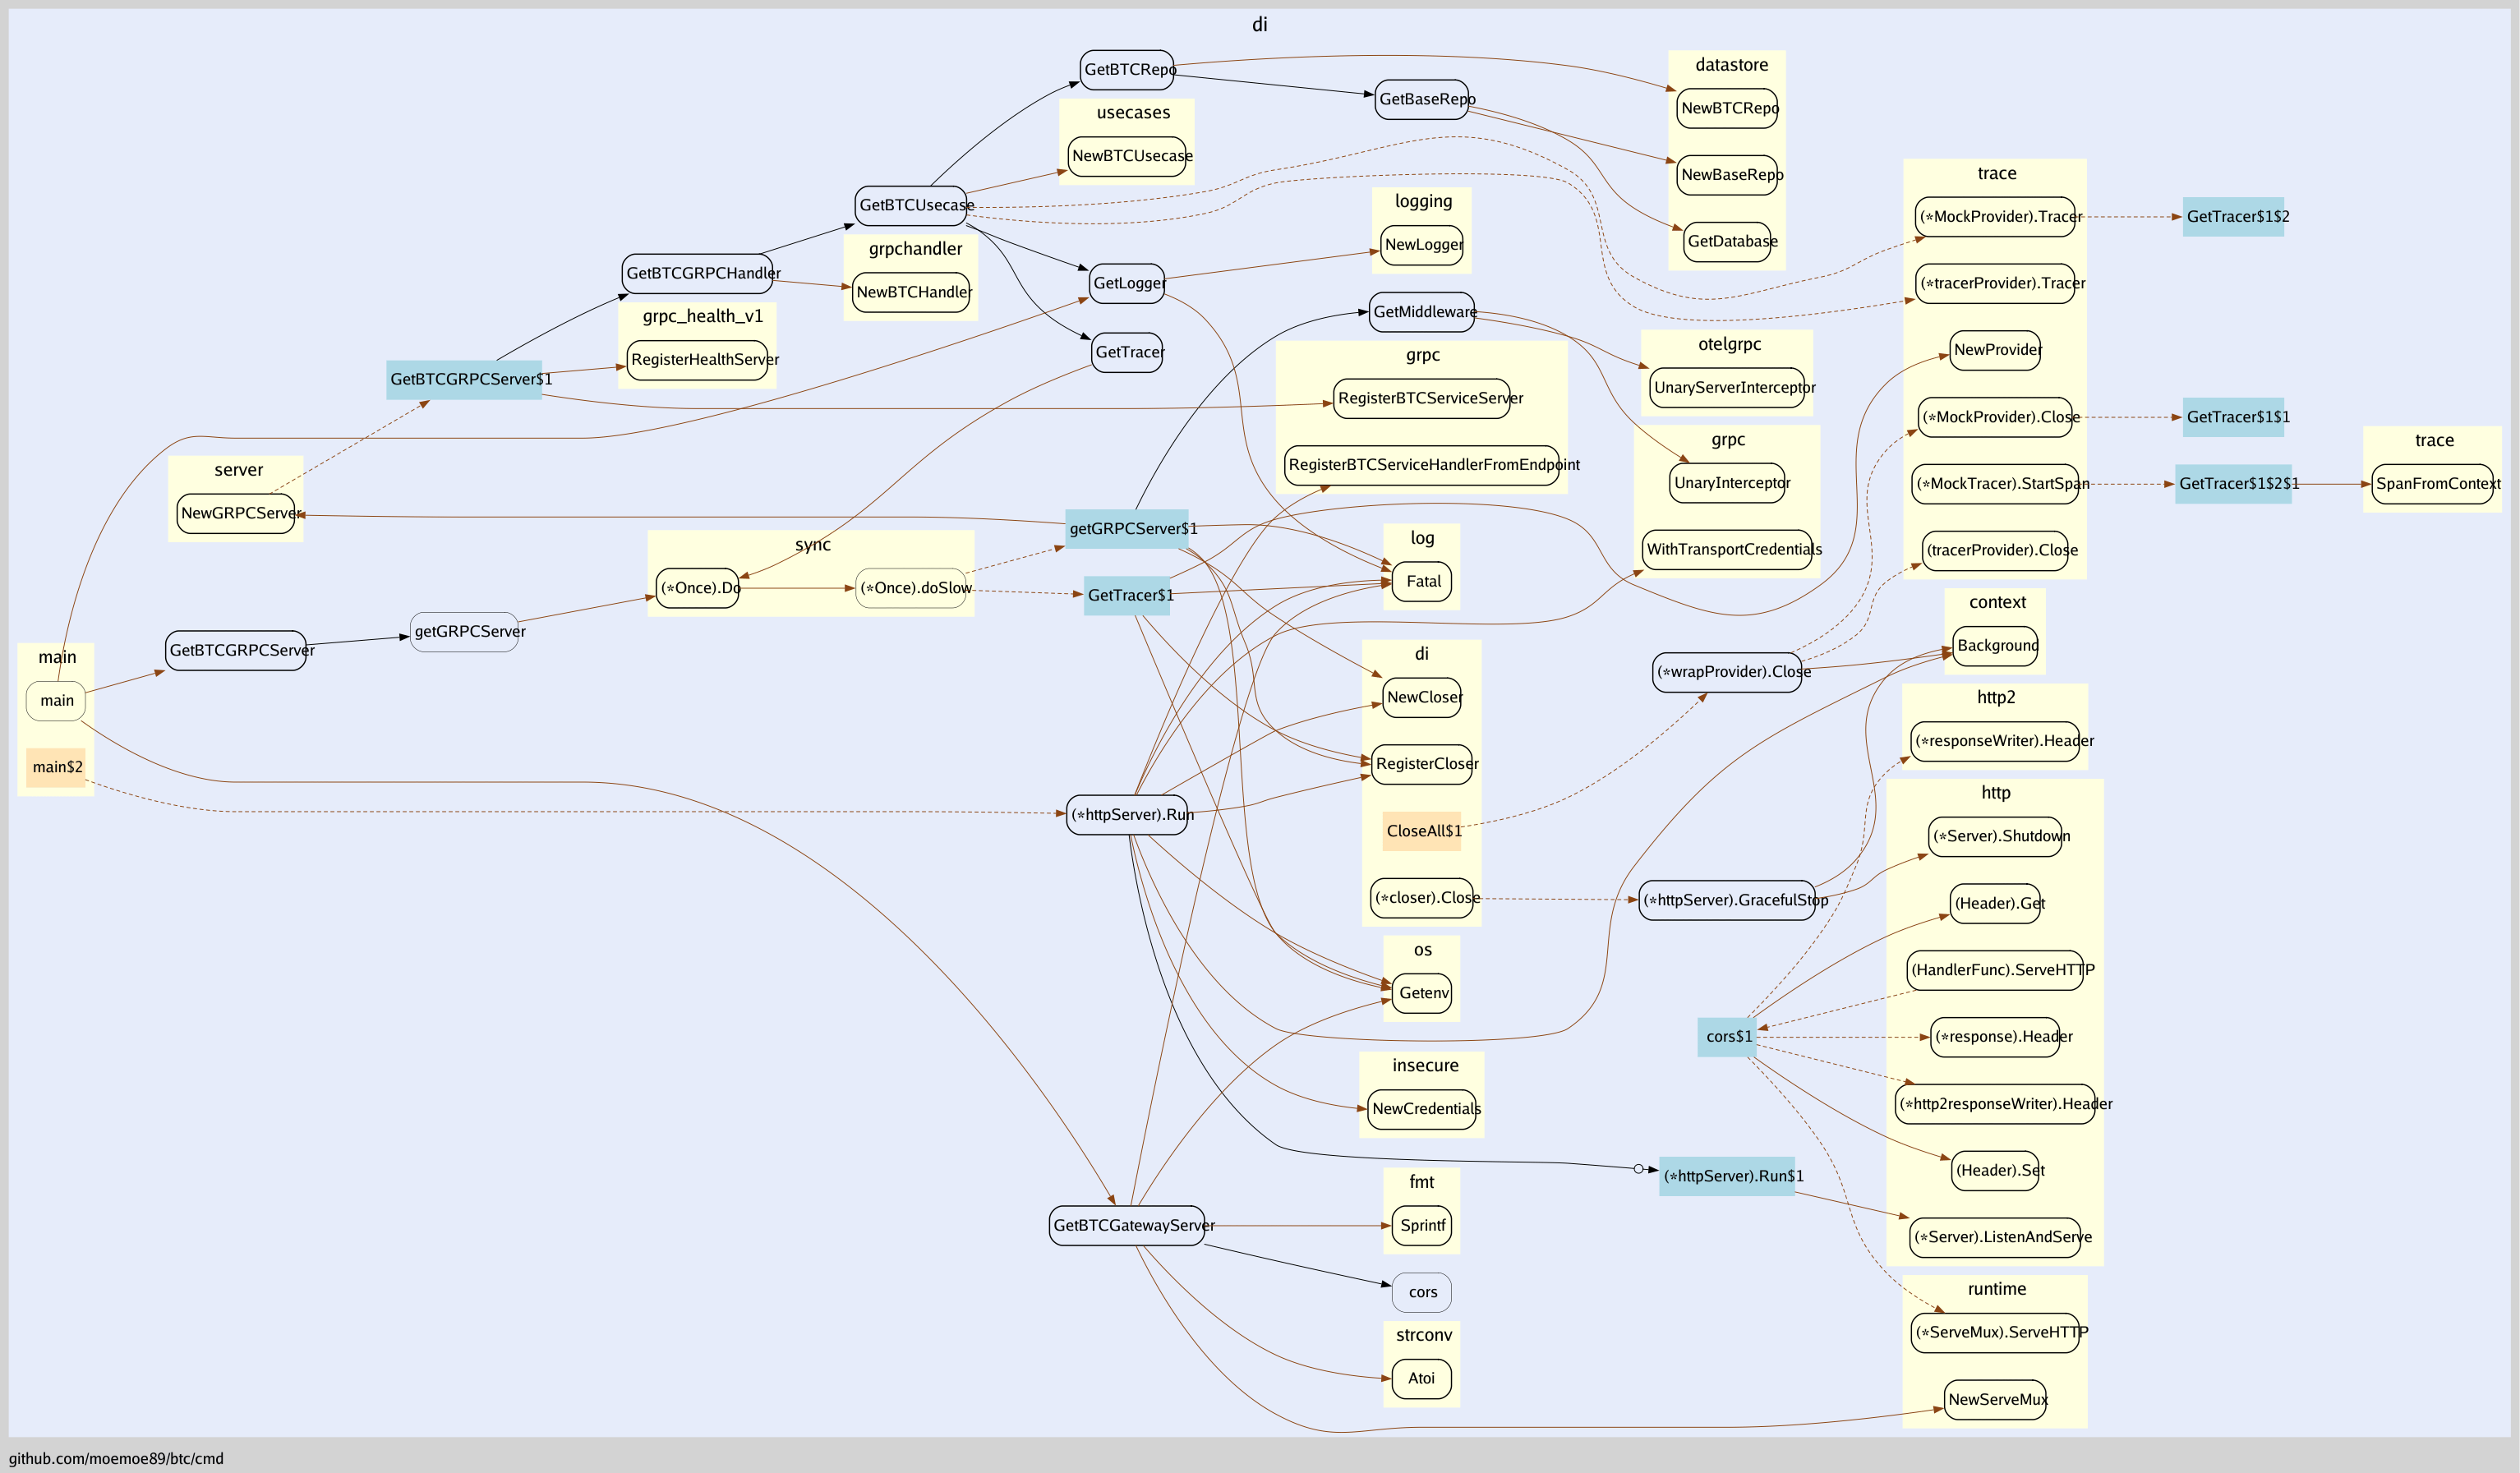 di
GetBTCRepo
GetBaseRepo
datastore
NewBTCRepo
NewBaseRepo
GetDatabase
usecases
NewBTCUsecase
GetBTCUsecase
logging
NewLogger
trace
(*MockProvider).Tracer
(*tracerProvider).Tracer
NewProvider
(*MockProvider).Close
(*MockTracer).StartSpan
(tracerProvider).Close
GetTracer$1$2
GetTracer$1$1
GetTracer$1$2$1
trace
SpanFromContext
grpchandler
NewBTCHandler
GetBTCGRPCHandler
GetLogger
GetTracer
GetMiddleware
grpc_health_v1
RegisterHealthServer
GetBTCGRPCServer$1
grpc
RegisterBTCServiceServer
RegisterBTCServiceHandlerFromEndpoint
otelgrpc
UnaryServerInterceptor
grpc
UnaryInterceptor
WithTransportCredentials
server
NewGRPCServer
getGRPCServer$1
sync
(*Once).Do
(*Once).doSlow
GetTracer$1
log
Fatal
getGRPCServer
GetBTCGRPCServer
main
main
main$2
di
NewCloser
RegisterCloser
CloseAll$1
(*closer).Close
context
Background
(*wrapProvider).Close
http2
(*responseWriter).Header
(*httpServer).Run
(*httpServer).GracefulStop
http
(*Server).Shutdown
(Header).Get
(HandlerFunc).ServeHTTP
(*response).Header
(*http2responseWriter).Header
(Header).Set
(*Server).ListenAndServe
os
Getenv
cors$1
insecure
NewCredentials
(*httpServer).Run$1
fmt
Sprintf
GetBTCGatewayServer
cors
strconv
Atoi
runtime
(*ServeMux).ServeHTTP
NewServeMux
github.com/moemoe89/btc/cmd